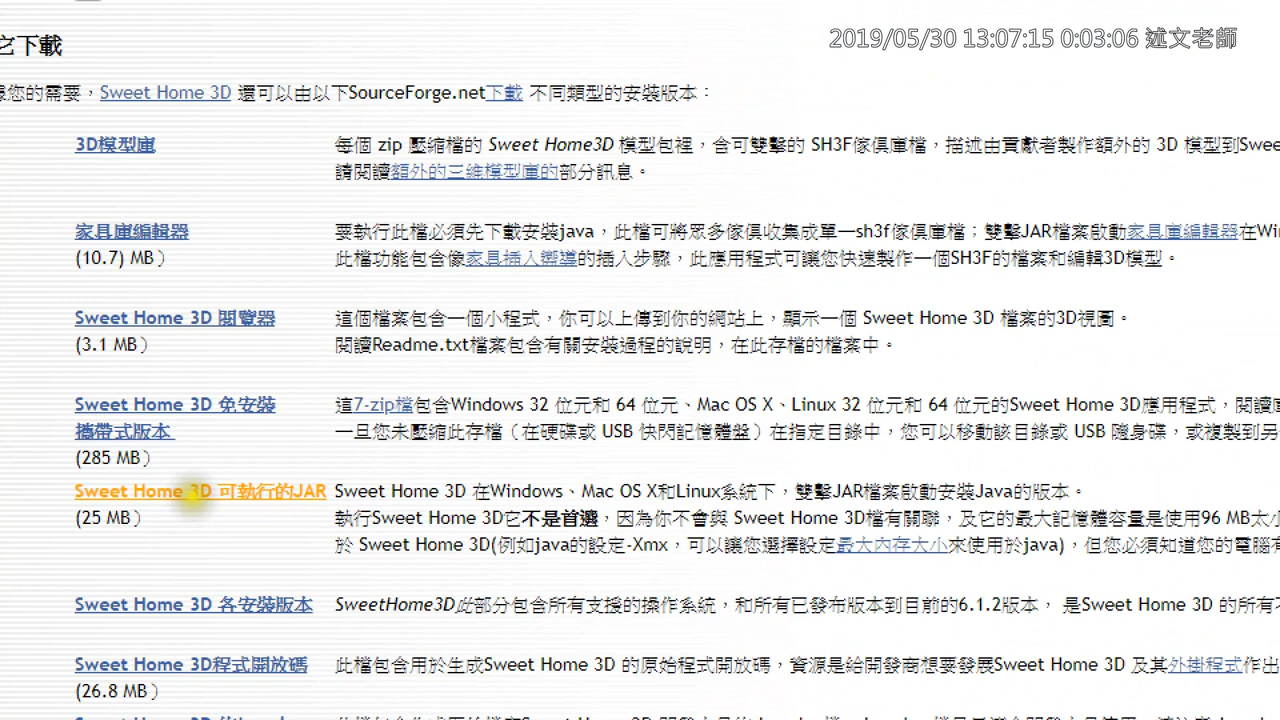 2019/05/30 13:07:15 0:03:06 述文老師
它下載
您的需要，Sweet Home 3D 還可以由以下SourceForge.net下載 不同類型的安裝版本：
3D模型庫
每個 zip 壓縮檔的 Sweet Home3D 模型包裡，含可雙擊的 SH3F傢俱庫檔，描述由貢獻者製作額外的 3D 模型到Swee
請閱讀額外的三維模型庫的部分訊息。
家具庫編輯器
要執行此檔必須先下載安裝java，此檔可將眾多傢俱收集成單一sh3f傢俱庫檔；雙擊JAR檔案啟動家具庫編輯器在Wi
(10.7) MB）
此檔功能包含像家具插入嚮導的插入步驟，此應用程式可讓您快速製作一個SH3F的檔案和編輯3D模型。
Sweet Home 3D 閱覽器
這個檔案包含一個小程式，你可以上傳到你的網站上，顯示一個 Sweet Home 3D 檔案的3D視圖。
(3.1 MB）
閱讀Readme.txt檔案包含有關安裝過程的說明，在此存檔的檔案中。
Sweet Home 3D 免安裝
這7-zip檔包含Windows 32 位元和 64 位元、Mac OS X、Linux 32 位元和 64 位元的Sweet Home 3D應用程式，閱讀
攜帶式版本
一旦您未壓縮此存檔（在硬碟或 USB 快閃記憶體盤）在指定目錄中，您可以移動該目錄或 USB 隨身碟，或複製到另
(285 MB）
Sweet Home 3D 可執行的JAR
Sweet Home 3D 在Windows、Mac OS X和Linux系統下，雙擊JAR檔案啟動安裝Java的版本。
(25 MB）
執行Sweet Home 3D它不是首選，因為你不會與 Sweet Home 3D檔有關聯，及它的最大記憶體容量是使用96 MB太小
於 Sweet Home 3D(例如java的設定-Xmx，可以讓您選擇設定最大內存大小來使用於java)，但您必須知道您的電腦有
Sweet Home 3D 各安裝版本
SweetHome3D此部分包含所有支援的操作系統，和所有已發布版本到目前的6.1.2版本， 是Sweet Home 3D 的所有不
Sweet Home 3D程式開放碼
此檔包含用於生成Sweet Home 3D 的原始程式開放碼，資源是給開發商想要發展Sweet Home 3D 及其外掛程式作出
(26.8 MB）